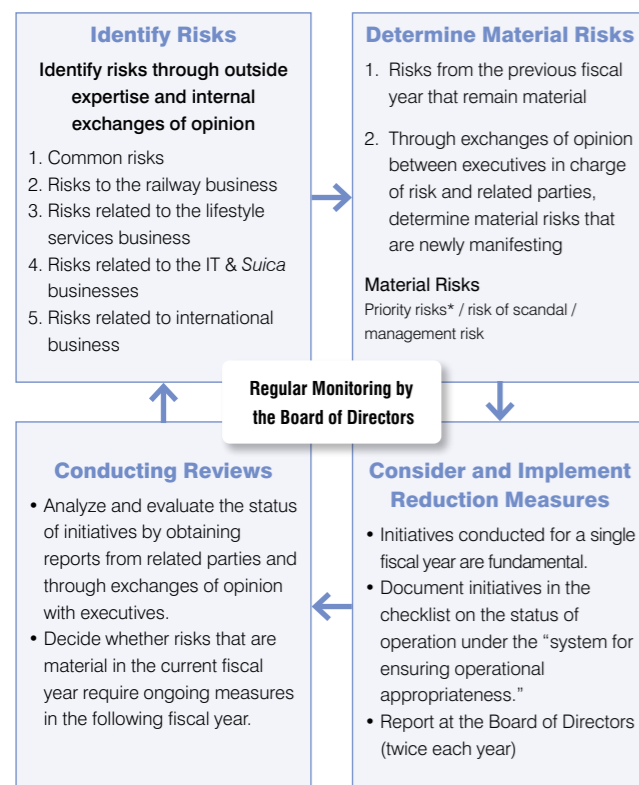 Identify Risks
Identify risks through outside
expertise and internal
exchanges of opinion
1. Common risks
2. Risks to the railway business
3. Risks related to the lifestyle
services business
4. Risks related to the IT & Suica
businesses
5. Risks related to international
business
Determine Material Risks
1. Risks from the previous fiscal
year that remain material
2. Through exchanges of opinion
between executives in charge
of risk and related parties,
determine material risks that
are newly manifesting
Material Risks
Priority risks* / risk of scandal /
management risk
Regular Monitoring by
the Board of Directors
Consider and Implement
Reduction Measures
• Initiatives conducted for a single
fiscal year are fundamental.
• Document initiatives in the
checklist on the status of
operation under the “system for
ensuring operational
appropriateness.”
• Report at the Board of Directors
(twice each year)
Conducting Reviews
• Analyze and evaluate the status
of initiatives by obtaining
reports from related parties and
through exchanges of opinion
with executives.
• Decide whether risks that are
material in the current fiscal
year require ongoing measures
in the following fiscal year.